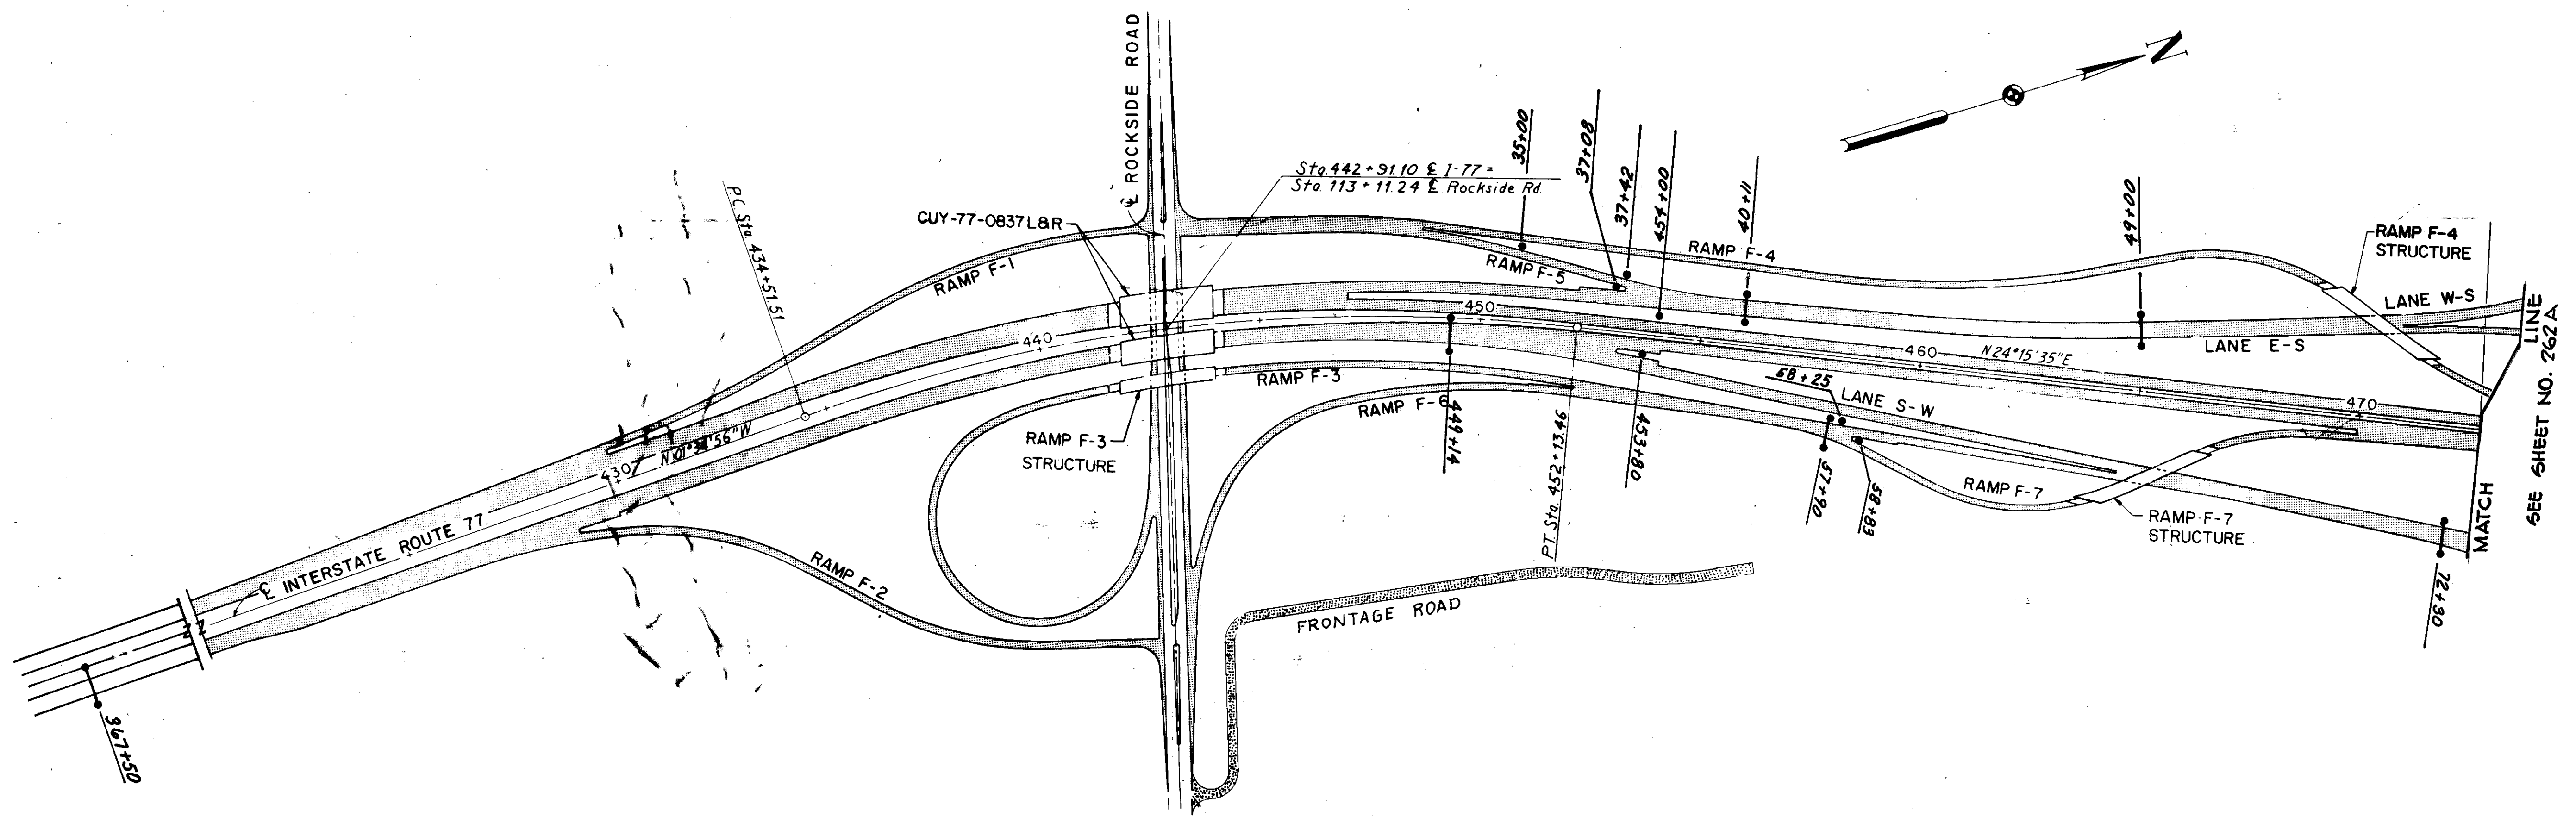 N
℄ ROCKSIDE ROAD
35+00
37+08
37+42
454+00
40+11
49+00
Sta. 442+91.10 ℄ I-77 =
Sta. 113+11.24 ℄ Rockside Rd.
P.C. Sta. 434+51.51
CUY-77-0837 L&R
RAMP F-1
RAMP F-4
RAMP F-5
RAMP F-4
STRUCTURE
LANE W-S
LANE E-S
440
450
460
470
N 24° 15' 35" E
RAMP F-3
RAMP F-6
LANE S-W
58+25
430
RAMP F-3
STRUCTURE
449+14
453+80
57+90
58+83
P.T. Sta. 452+13.46
RAMP F-7
RAMP F-7
STRUCTURE
MATCH LINE
SEE SHEET NO. 262A
℄ INTERSTATE ROUTE 77
RAMP F-2
FRONTAGE ROAD
72+30
367+50